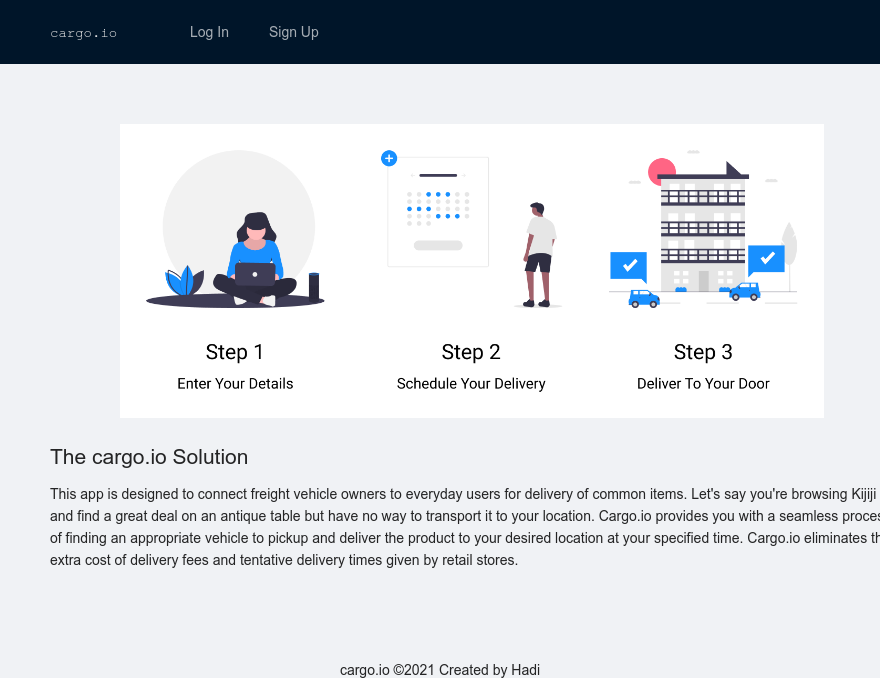 cargo.io Log In Sign Up
Step 1 Step 2 Step 3
Enter Your Details Schedule Your Delivery Deliver To Your Door
The cargo.io Solution
This app is designed to connect freight vehicle owners to everyday users for delivery of common items. Let's say you're browsing Kijiji
and find a great deal on an antique table but have no way to transport it to your location. Cargo.io provides you with a seamless
of finding an appropriate vehicle to pickup and deliver the product to your desired location at your specified time. Cargo.io eliminates
extra cost of delivery fees and tentative delivery times given by retail stores.
cargo.io ©2021 Created by Hadi